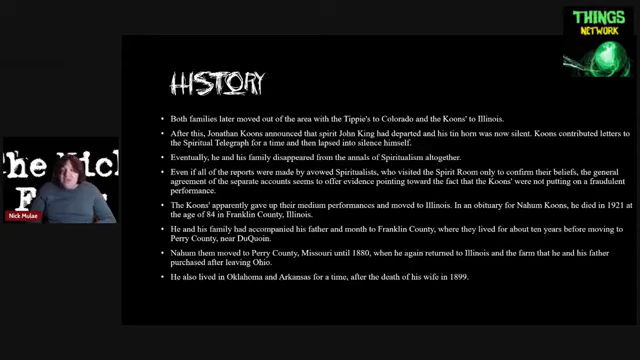 THINGS
NETWORK
HISTORY
• Both families later moved out of the area with the Tippie's to Colorado and the Koons' to Illinois.
• After this, Jonathan Koons announced that spirit John King had departed and his tin horn was now silent. Koons contributed letters to
the Spiritual Telegraph for a time and then lapsed into silence himself.
• Eventually, he and his family disappeared from the annals of Spiritualism altogether.
• Even if all of the reports were made by avowed Spiritualists, who visited the Spirit Room only to confirm their beliefs, the general
agreement of the separate accounts seems to offer evidence pointing toward the fact that the Koons' were not putting on a fraudulent
performance.
• The Koons' apparently gave up their medium performances and moved to Illinois. In an obituary for Nahum Koons, he died in 1921 at
the age of 84 in Franklin County, Illinois.
• He and his family had accompanied his father and month to Franklin County, where they lived for about ten years before moving to
Perry County, near DuQuoin.
• Nahum them moved to Perry County, Missouri until 1880, when he again returned to Illinois and the farm that he and his father
purchased after leaving Ohio.
• He also lived in Oklahoma and Arkansas for a time, after the death of his wife in 1899.
Nick Mulae